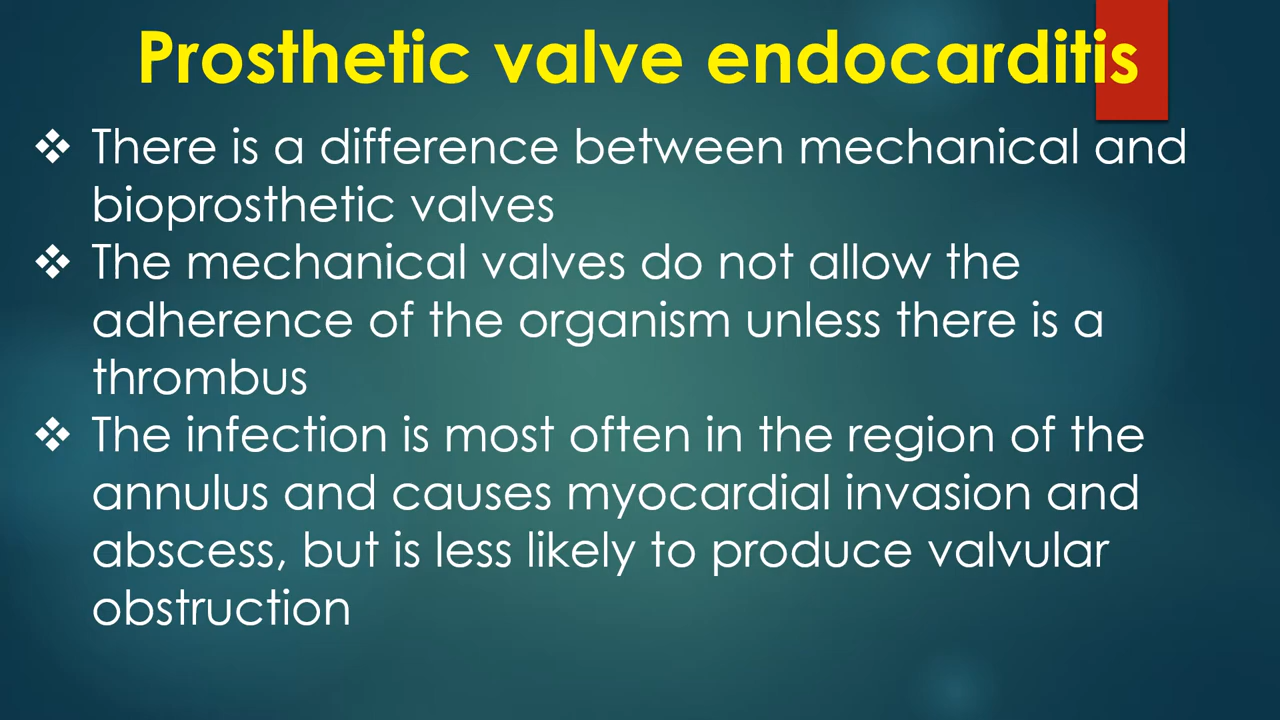 Prosthetic valve endocarditis
❖ There is a difference between mechanical and
bioprosthetic valves
❖ The mechanical valves do not allow the
adherence of the organism unless there is a
thrombus
❖ The infection is most often in the region of the
annulus and causes myocardial invasion and
abscess, but is less likely to produce valvular
obstruction